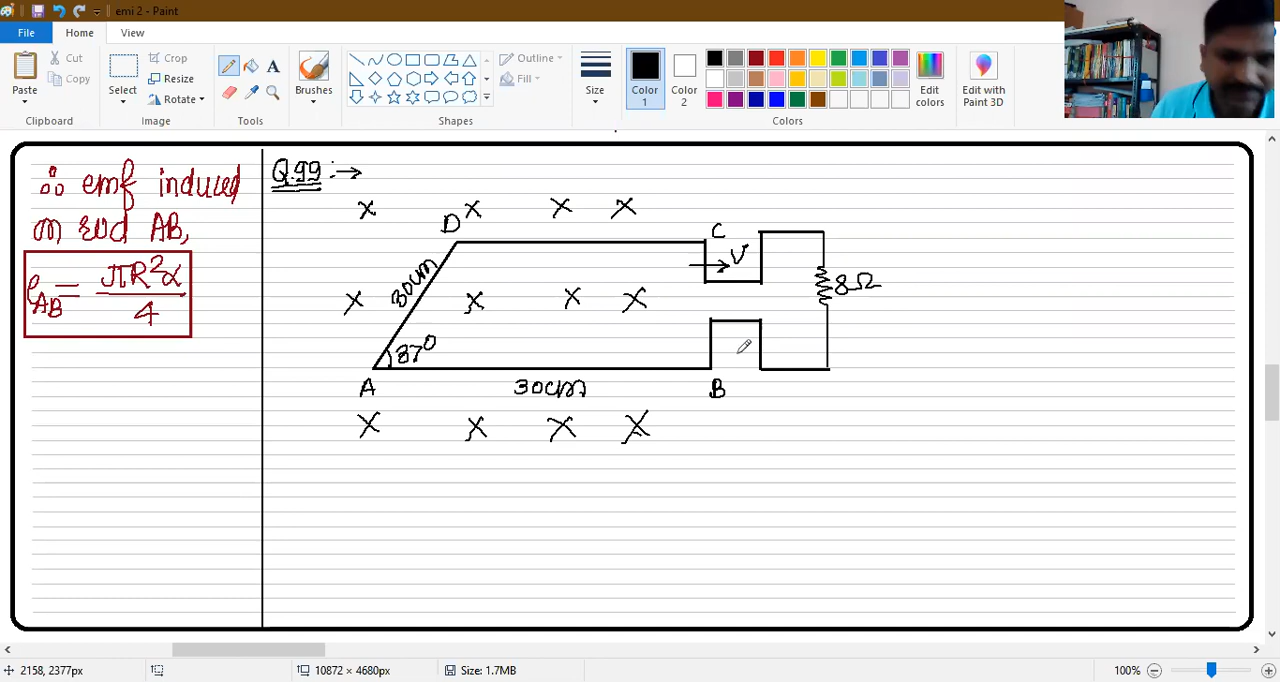 emi 2 - Paint
File
Home
View
Paste
Cut
Copy
Clipboard
Select
Crop
Resize
Rotate
Image
Tools
Brushes
Shapes
Outline
Fill
Size
Color 1
Color 2
Edit colors
Edit with Paint 3D
Colors
∴ emf induced
in rod AB,
e_AB = πR²α/4
Q.99 :→
x x x x
D
C
V
8Ω
30cm
x x x x
37°
A
30cm
B
x x x x
2158, 2377px
10872 × 4680px
Size: 1.7MB
100%